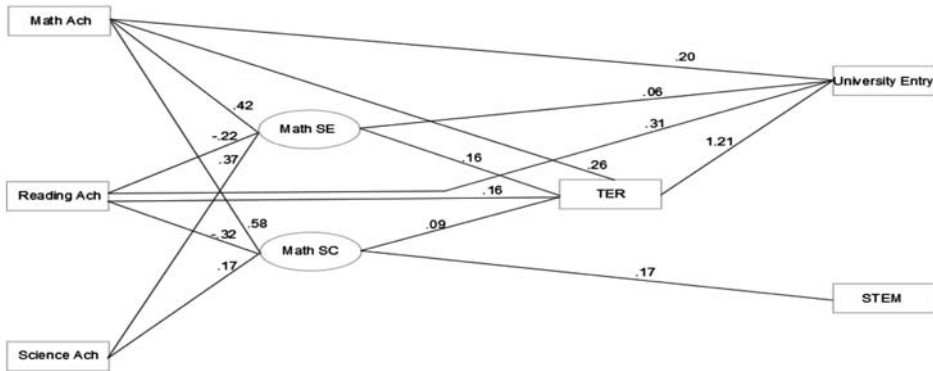 Math Ach
.20
University Entry
.42
.06
Math SE
-.22
.31
.37
1.21
.16
.26
Reading Ach
.16
TER
.58
.09
-.32
Math SC
.17
.17
STEM
Science Ach